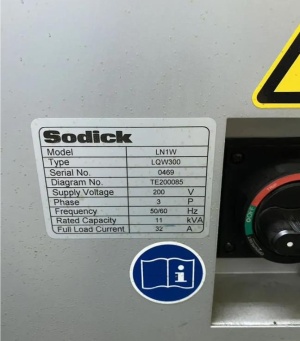 Sodick
Model LN1W
Type LQW300
Serial No. 0469
Diagram No. TE200085
Supply Voltage 200 V
Phase 3 P
Frequency 50/60 Hz
Rated Capacity 11 kVA
Full Load Current 32 A
i